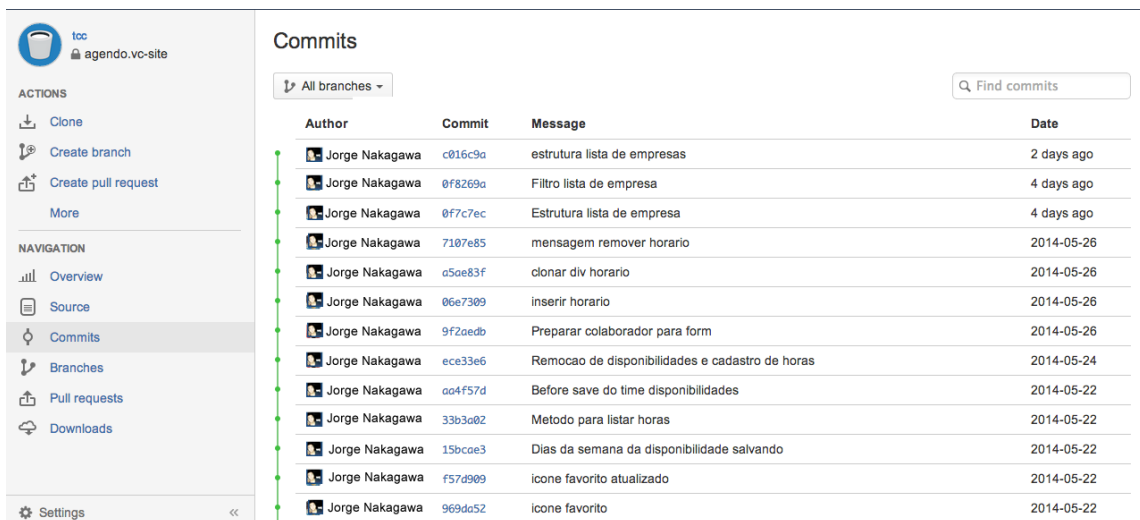 tcc
agendo.vc-site
ACTIONS
Clone
Create branch
Create pull request
More
NAVIGATION
Overview
Source
Commits
Branches
Pull requests
Downloads
Settings
Commits
All branches
Find commits
Author Commit Message Date
Jorge Nakagawa c016c9a estrutura lista de empresas 2 days ago
Jorge Nakagawa 0f8269a Filtro lista de empresa 4 days ago
Jorge Nakagawa 0f7c7ec Estrutura lista de empresa 4 days ago
Jorge Nakagawa 7107e85 mensagem remover horario 2014-05-26
Jorge Nakagawa a5ae83f clonar div horario 2014-05-26
Jorge Nakagawa 06e7309 inserir horario 2014-05-26
Jorge Nakagawa 9f2aedb Preparar colaborador para form 2014-05-26
Jorge Nakagawa ece33e6 Remocao de disponibilidades e cadastro de horas 2014-05-24
Jorge Nakagawa aa4f57d Before save do time disponibilidades 2014-05-22
Jorge Nakagawa 33b3a02 Metodo para listar horas 2014-05-22
Jorge Nakagawa 15bcae3 Dias da semana da disponibilidade salvando 2014-05-22
Jorge Nakagawa f57d909 icone favorito atualizado 2014-05-22
Jorge Nakagawa 969da52 icone favorito 2014-05-22